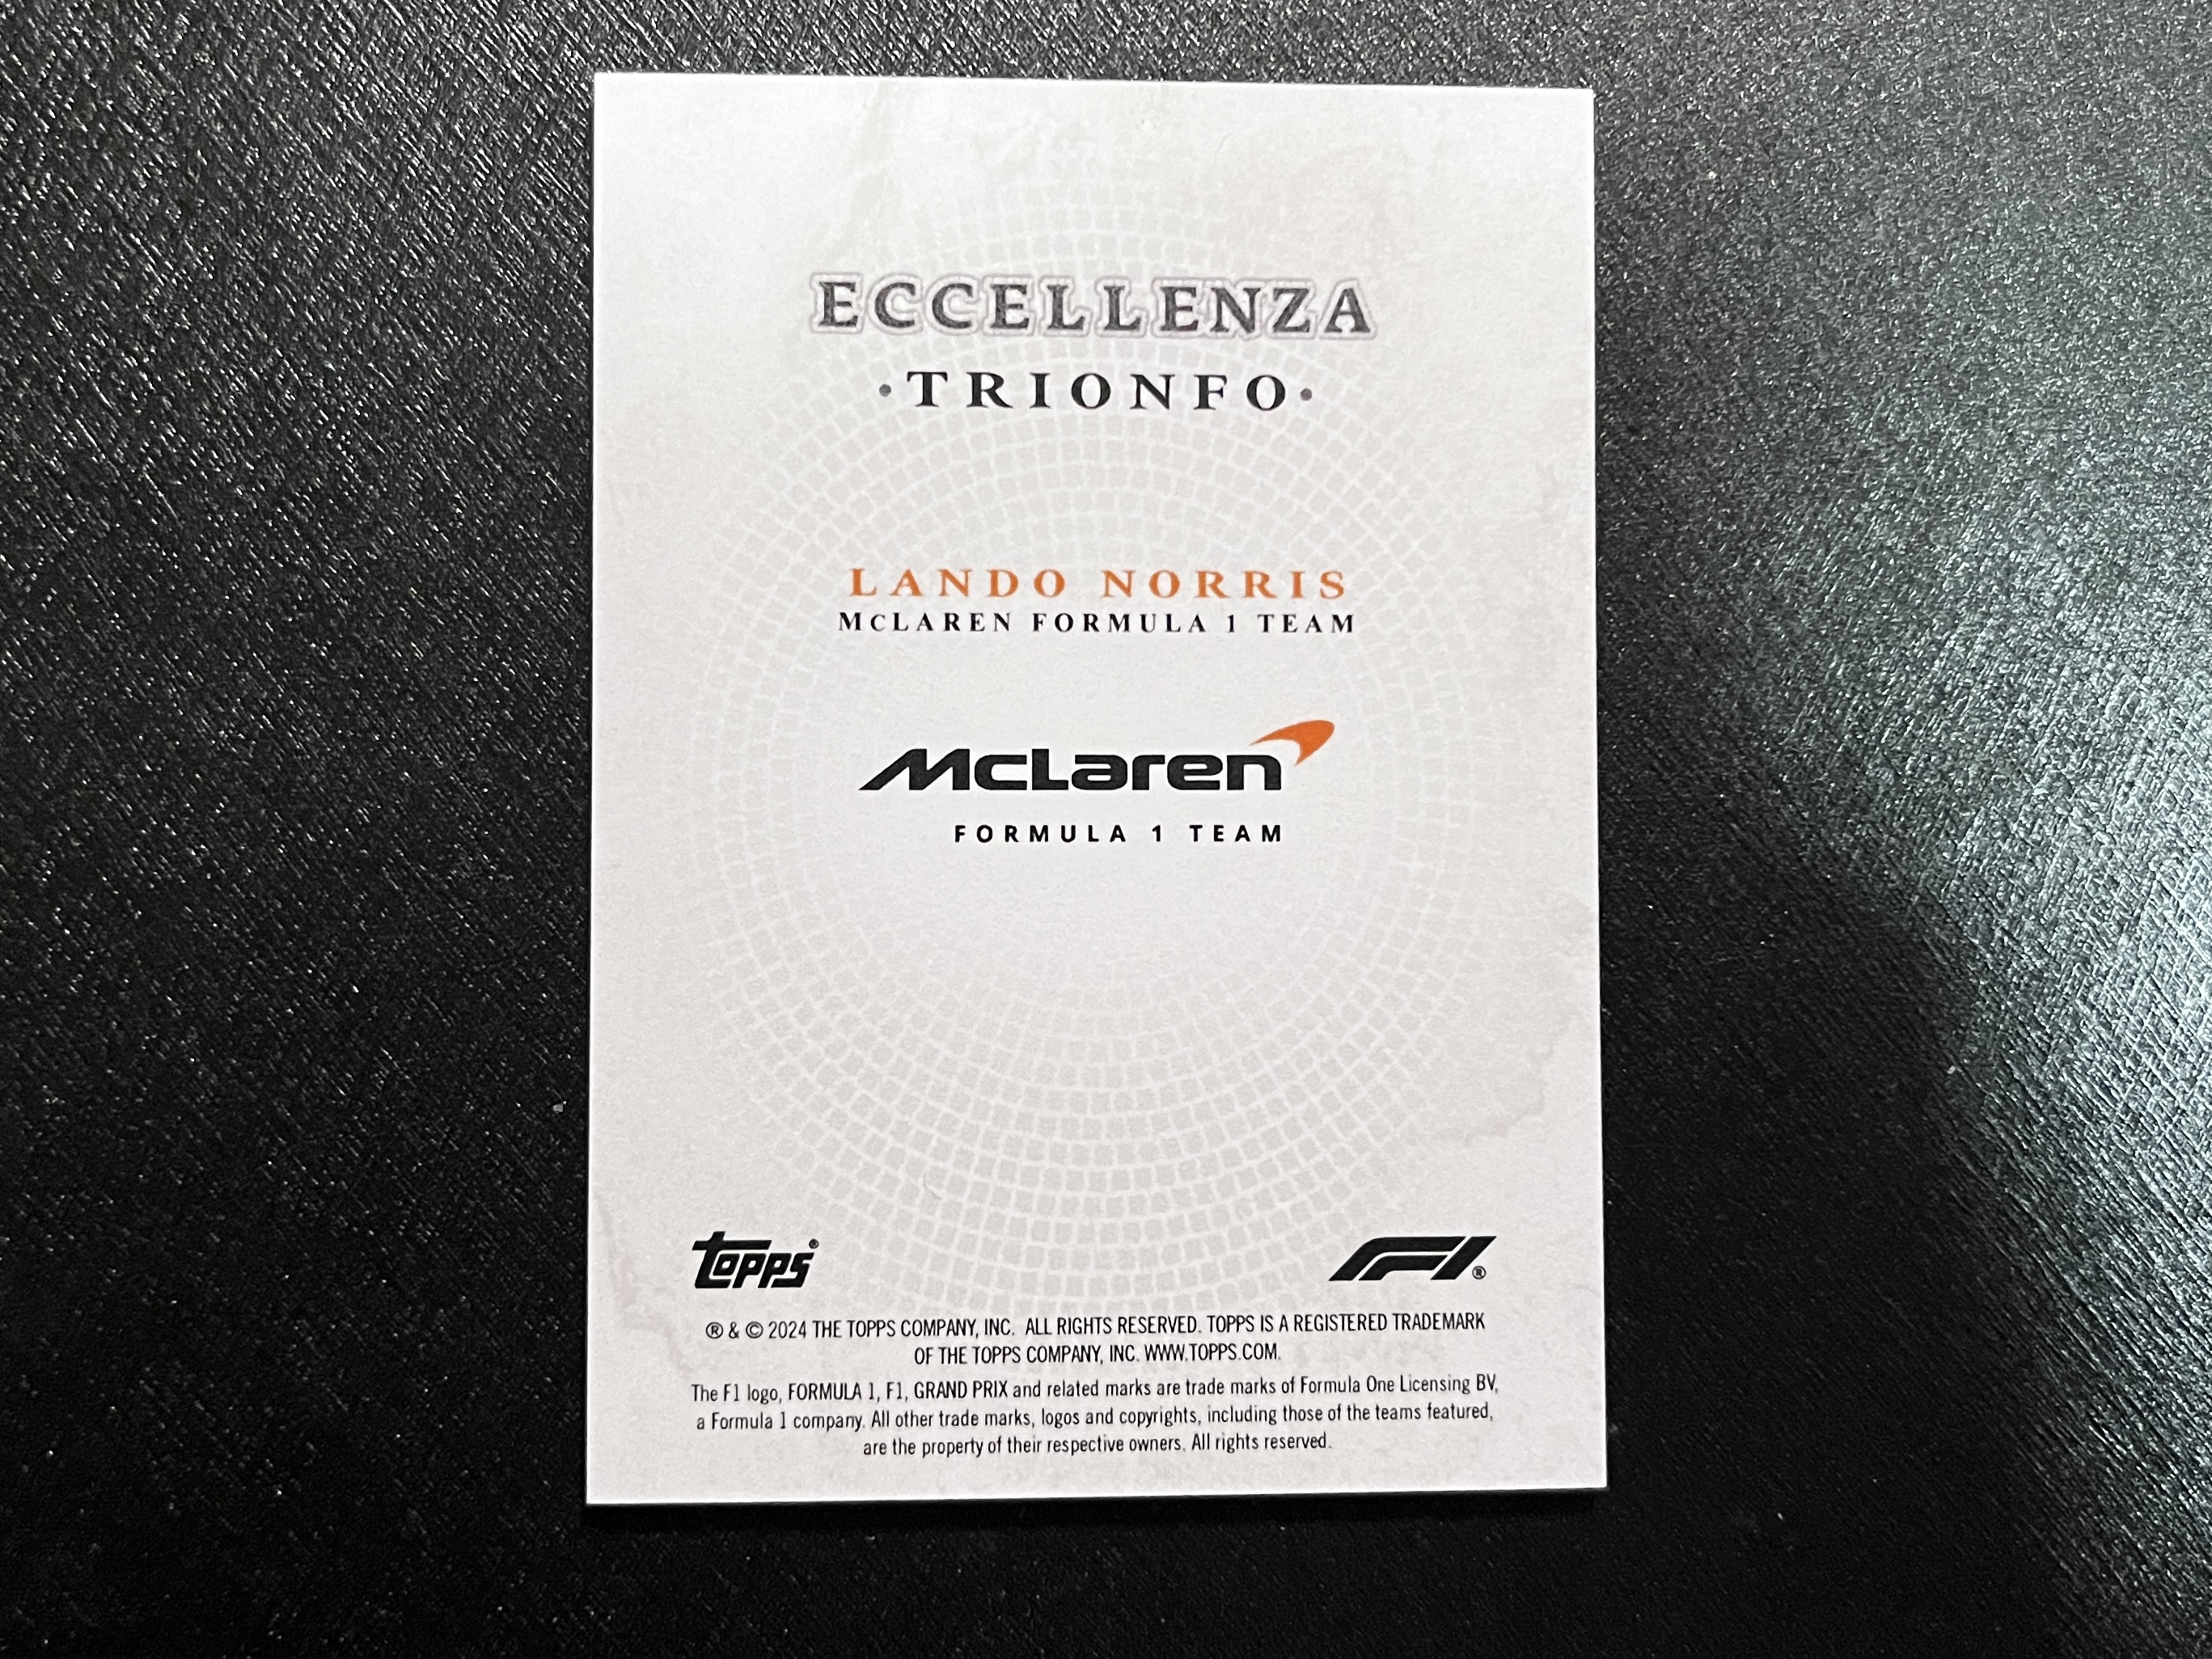 ECCELLENZA
•TRIONFO•
LANDO NORRIS
McLAREN FORMULA 1 TEAM
McLaren
FORMULA 1 TEAM
Topps®
F1®
® & © 2024 THE TOPPS COMPANY, INC. ALL RIGHTS RESERVED. TOPPS IS A REGISTERED TRADEMARK
OF THE TOPPS COMPANY, INC. WWW.TOPPS.COM.
The F1 logo, FORMULA 1, F1, GRAND PRIX and related marks are trade marks of Formula One Licensing BV,
a Formula 1 company. All other trade marks, logos and copyrights, including those of the teams featured,
are the property of their respective owners. All rights reserved.